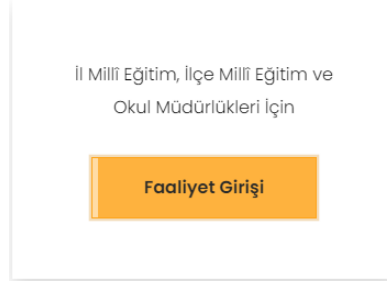 İl Millî Eğitim, İlçe Millî Eğitim ve
Okul Müdürlükleri İçin
Faaliyet Girişi